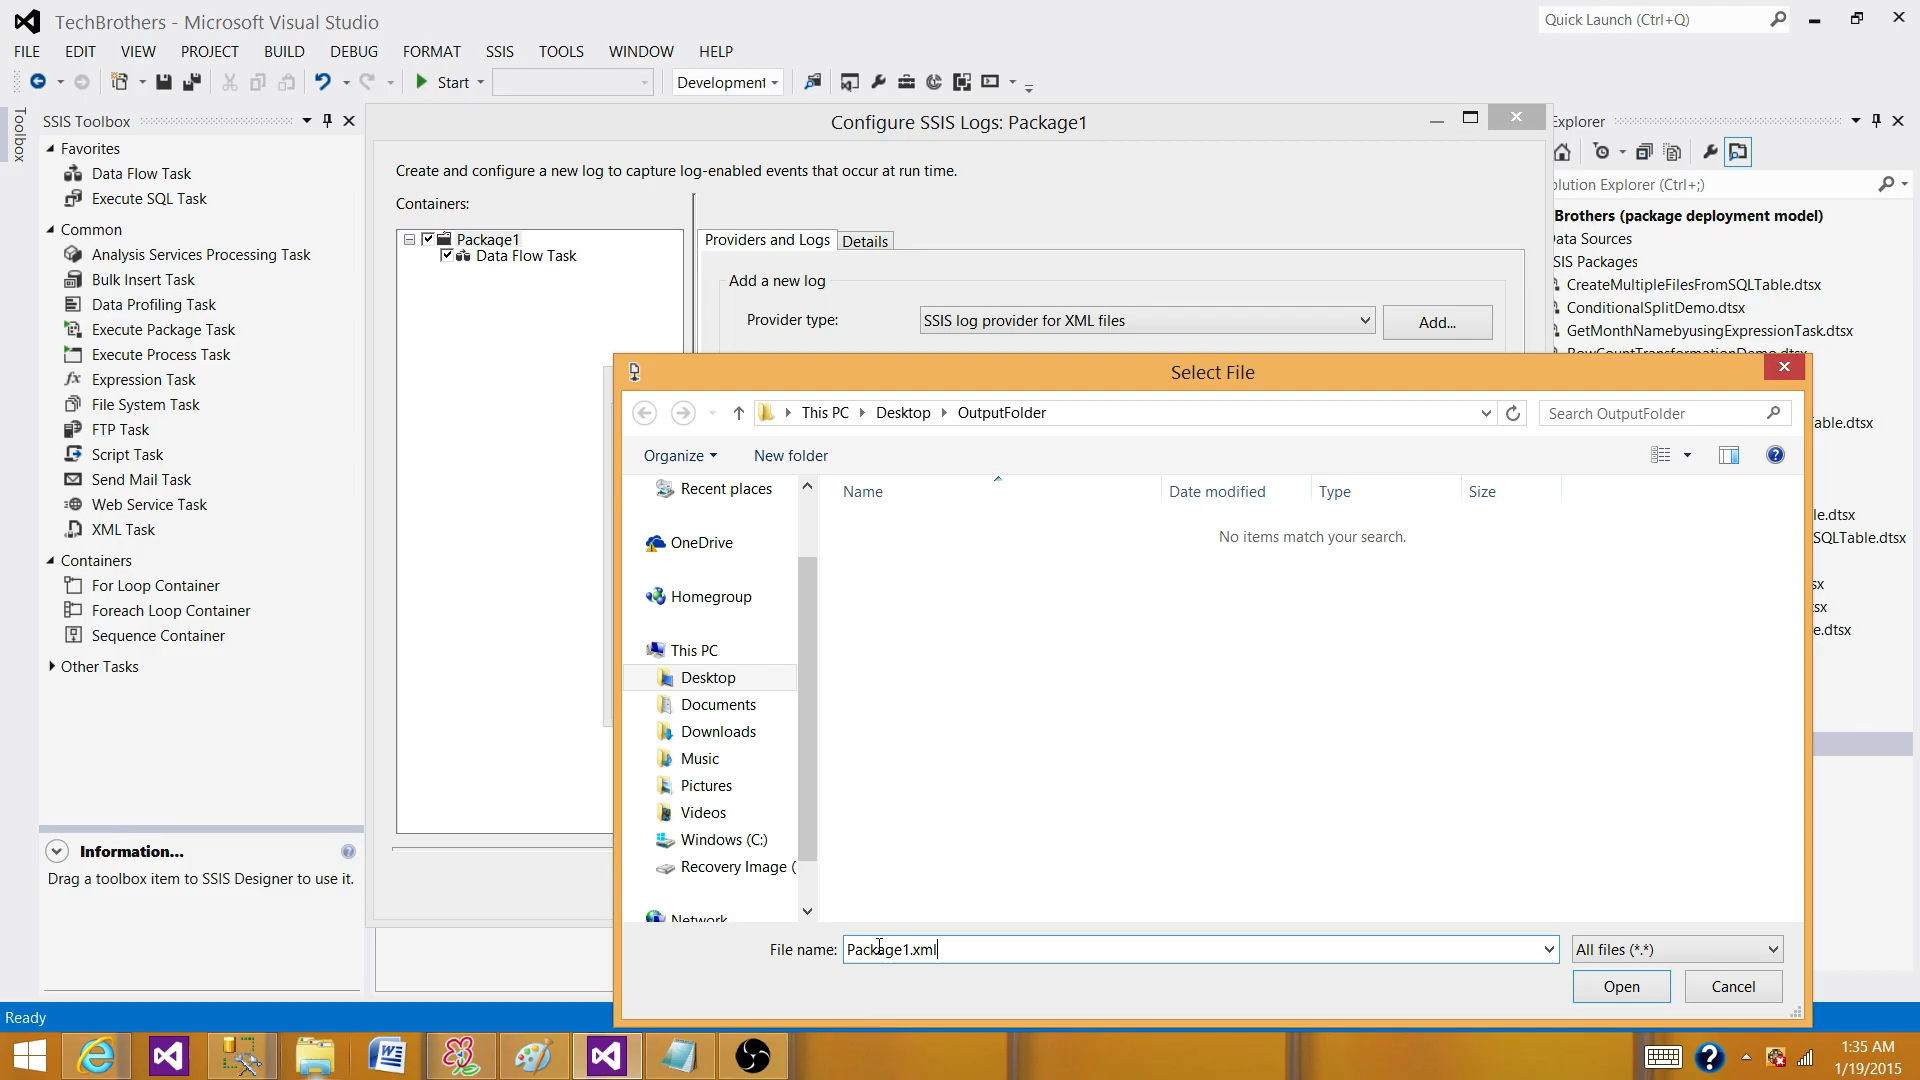 TechBrothers - Microsoft Visual Studio
Quick Launch (Ctrl+Q)
FILE EDIT VIEW PROJECT BUILD DEBUG FORMAT SSIS TOOLS WINDOW HELP
Start Development
Toolbox
SSIS Toolbox
Favorites
Data Flow Task
Execute SQL Task
Common
Analysis Services Processing Task
Bulk Insert Task
Data Profiling Task
Execute Package Task
Execute Process Task
Expression Task
File System Task
FTP Task
Script Task
Send Mail Task
Web Service Task
XML Task
Containers
For Loop Container
Foreach Loop Container
Sequence Container
Other Tasks
Information...
Drag a toolbox item to SSIS Designer to use it.
Configure SSIS Logs: Package1
Create and configure a new log to capture log-enabled events that occur at run time.
Containers:
Package1
Data Flow Task
Providers and Logs Details
Add a new log
Provider type: SSIS log provider for XML files Add...
Explorer
olution Explorer (Ctrl+;)
Brothers (package deployment model)
ata Sources
SIS Packages
CreateMultipleFilesFromSQLTable.dtsx
ConditionalSplitDemo.dtsx
GetMonthNamebyusingExpressionTask.dtsx
RowCountTransformationDemo.dtsx
able.dtsx
le.dtsx
SQLTable.dtsx
sx
sx
e.dtsx
Select File
This PC Desktop OutputFolder
Search OutputFolder
Organize New folder
Name Date modified Type Size
No items match your search.
Recent places
OneDrive
Homegroup
This PC
Desktop
Documents
Downloads
Music
Pictures
Videos
Windows (C:)
Recovery Image (
Network
File name: Package1.xml All files (*.*)
Open Cancel
Ready
1:35 AM
1/19/2015